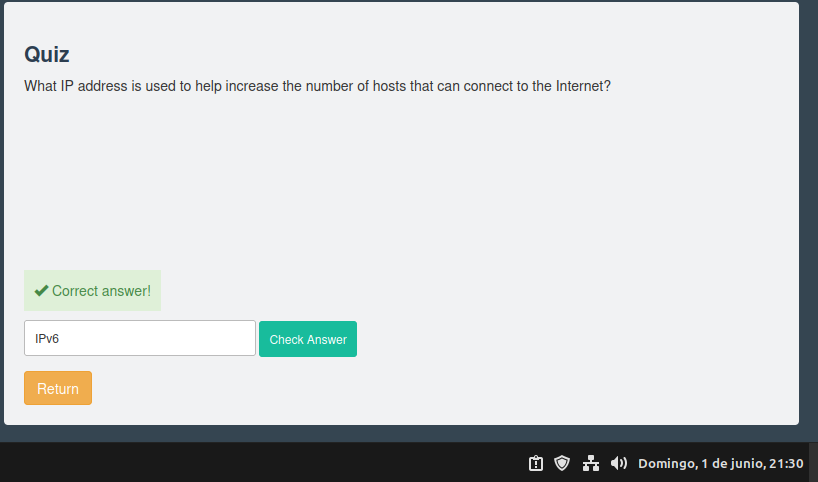 Quiz
What IP address is used to help increase the number of hosts that can connect to the Internet?
Correct answer!
IPv6
Check Answer
Return
Domingo, 1 de junio, 21:30